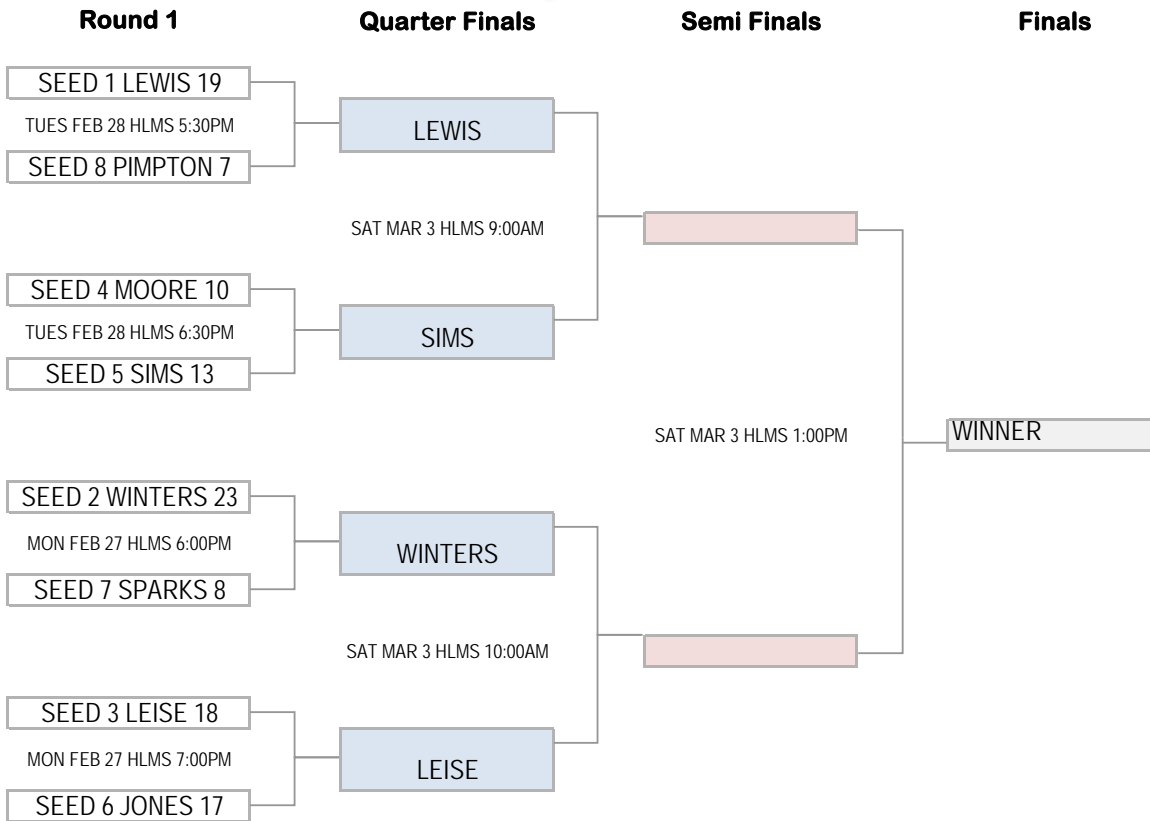 Round 1
Quarter Finals
Semi Finals
Finals
SEED 1 LEWIS 19
TUES FEB 28 HLMS 5:30PM
LEWIS
SEED 8 PIMPTON 7
SAT MAR 3 HLMS 9:00AM
SEED 4 MOORE 10
TUES FEB 28 HLMS 6:30PM
SIMS
SEED 5 SIMS 13
SAT MAR 3 HLMS 1:00PM
WINNER
SEED 2 WINTERS 23
MON FEB 27 HLMS 6:00PM
WINTERS
SEED 7 SPARKS 8
SAT MAR 3 HLMS 10:00AM
SEED 3 LEISE 18
MON FEB 27 HLMS 7:00PM
LEISE
SEED 6 JONES 17